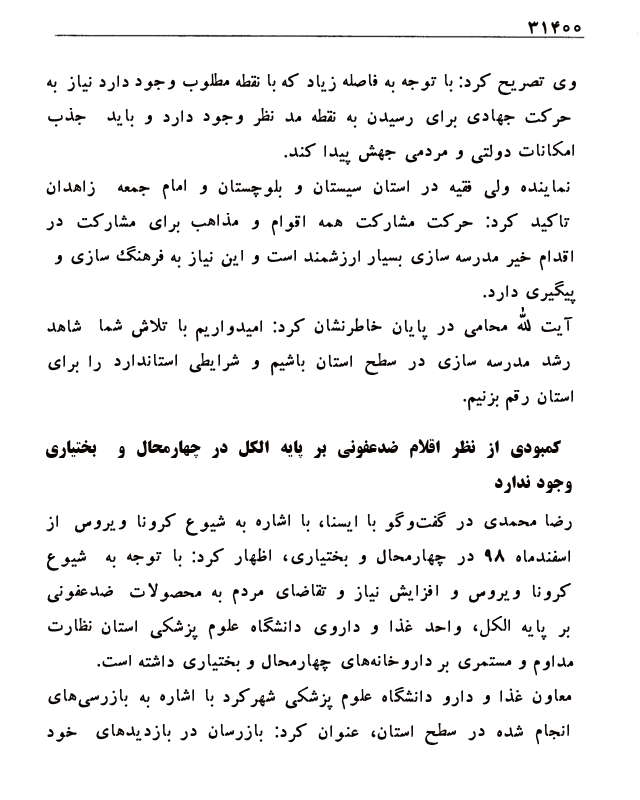 ۳۱۴۰۰
وی تصریح کرد: با توجه به فاصله زیاد که با نقطه مطلوب وجود دارد نیاز به
حرکت جهادی برای رسیدن به نقطه مد نظر وجود دارد و باید جذب
امکانات دولتی و مردمی جهش پیدا کند.
نماینده ولی فقیه در استان سیستان و بلوچستان و امام جمعه زاهدان
تاکید کرد: حرکت مشارکت همه اقوام و مذاهب برای مشارکت در
اقدام خیر مدرسه سازی بسیار ارزشمند است و این نیاز به فرهنگ سازی و
پیگیری دارد.
آیت لله محامی در پایان خاطرنشان کرد: امیدواریم با تلاش شما شاهد
رشد مدرسه سازی در سطح استان باشیم و شرایطی استاندارد را برای
استان رقم بزنیم.
کمبودی از نظر اقلام ضدعفونی بر پایه الکل در چهارمحال و بختیاری
وجود ندارد
رضا محمدی در گفت‌وگو با ایسنا، با اشاره به شیوع کرونا ویروس از
اسفندماه ۹۸ در چهارمحال و بختیاری، اظهار کرد: با توجه به شیوع
کرونا ویروس و افزایش نیاز و تقاضای مردم به محصولات ضدعفونی
بر پایه الکل، واحد غذا و داروی دانشگاه علوم پزشکی استان نظارت
مداوم و مستمری بر داروخانه‌های چهارمحال و بختیاری داشته است.
معاون غذا و دارو دانشگاه علوم پزشکی شهرکرد با اشاره به بازرسی‌های
انجام شده در سطح استان، عنوان کرد: بازرسان در بازدیدهای خود